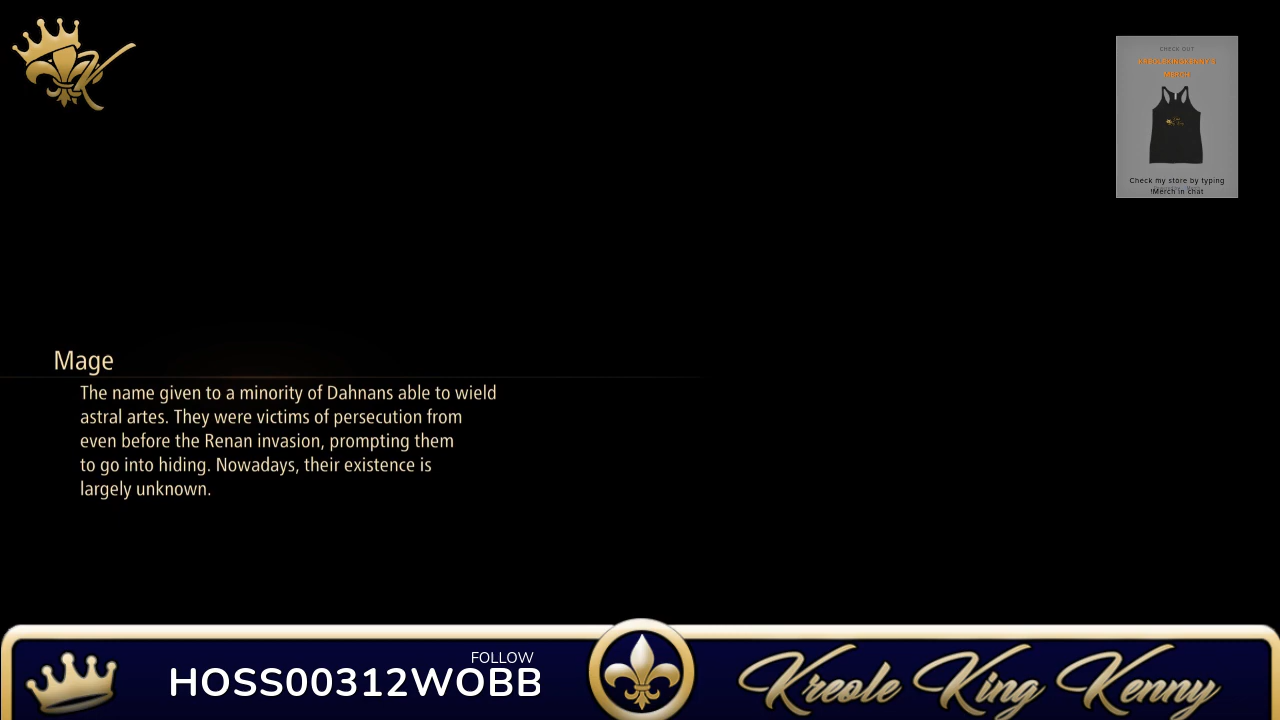 CHECK OUT
KREOLEKINGKENNY'S
MERCH
Check my store by typing
!Merch in chat
Mage
The name given to a minority of Dahnans able to wield
astral artes. They were victims of persecution from
even before the Renan invasion, prompting them
to go into hiding. Nowadays, their existence is
largely unknown.
FOLLOW
HOSS00312WOBB
Kreole King Kenny